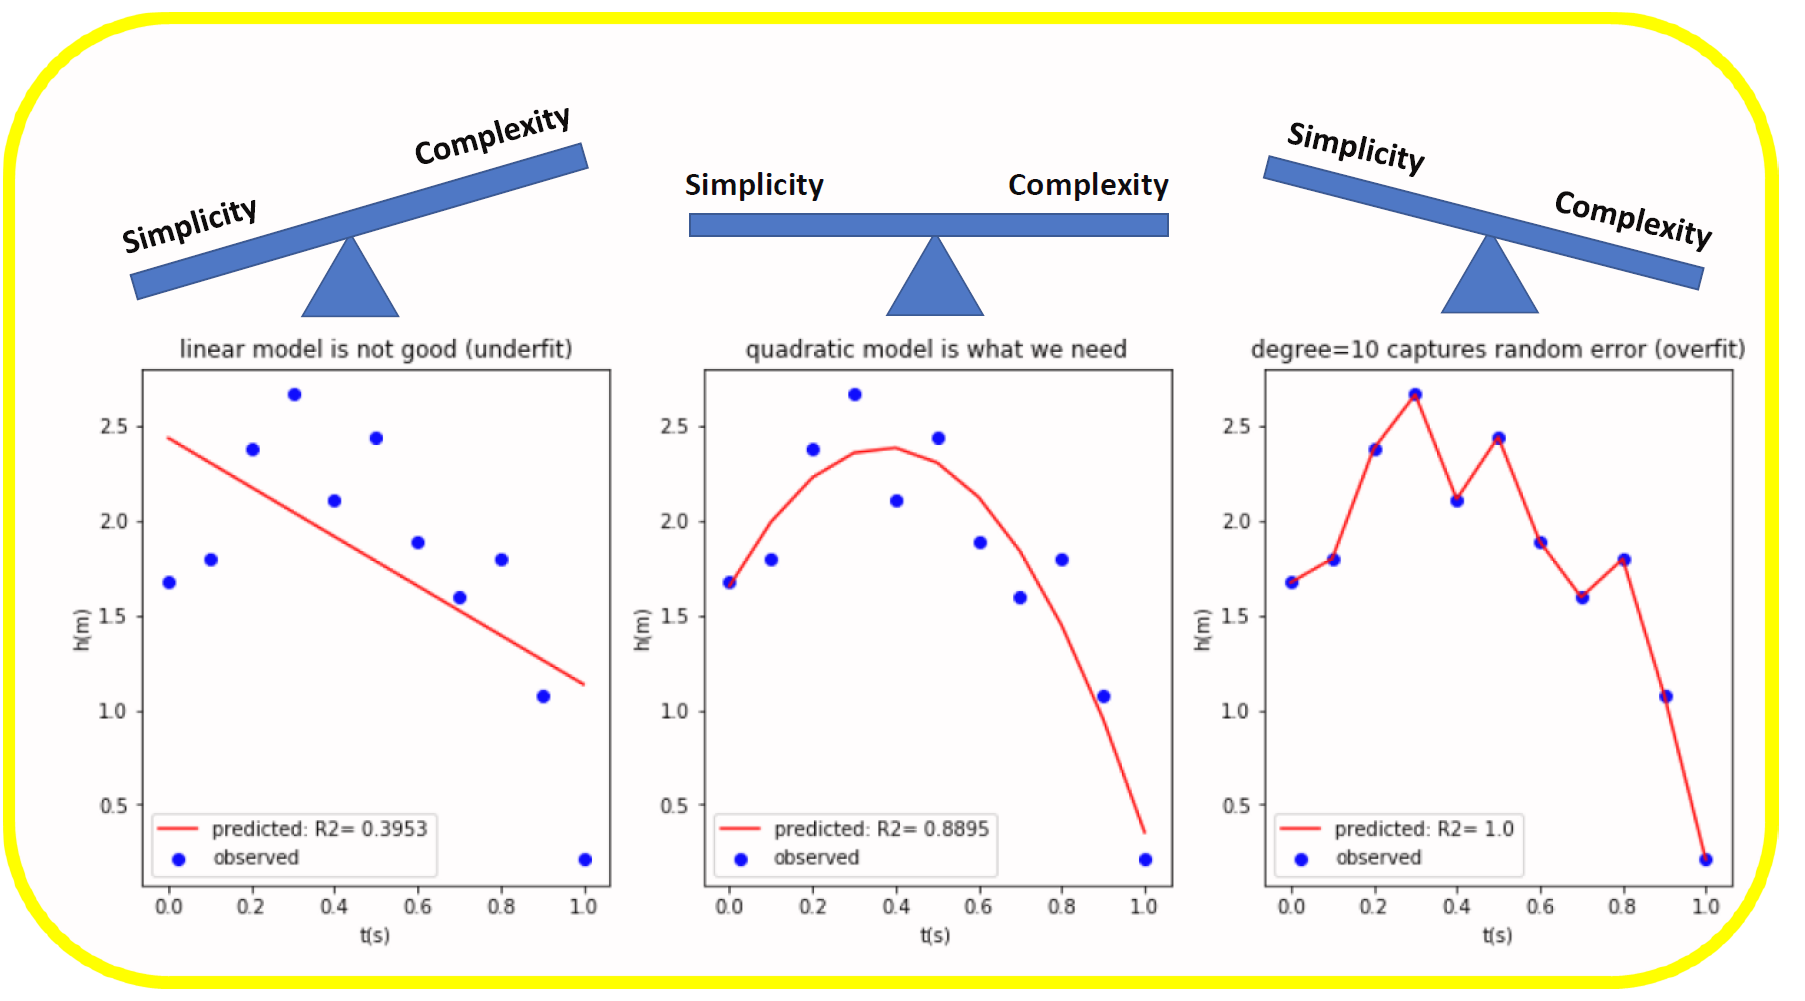 Simplicity
Complexity
Simplicity
Complexity
Simplicity
Complexity
linear model is not good (underfit)
h(m)
2.5
2.0
1.5
1.0
0.5
predicted: R2= 0.3953
observed
0.0 0.2 0.4 0.6 0.8 1.0
t(s)
quadratic model is what we need
h(m)
2.5
2.0
1.5
1.0
0.5
predicted: R2= 0.8895
observed
0.0 0.2 0.4 0.6 0.8 1.0
t(s)
degree=10 captures random error (overfit)
h(m)
2.5
2.0
1.5
1.0
0.5
predicted: R2= 1.0
observed
0.0 0.2 0.4 0.6 0.8 1.0
t(s)